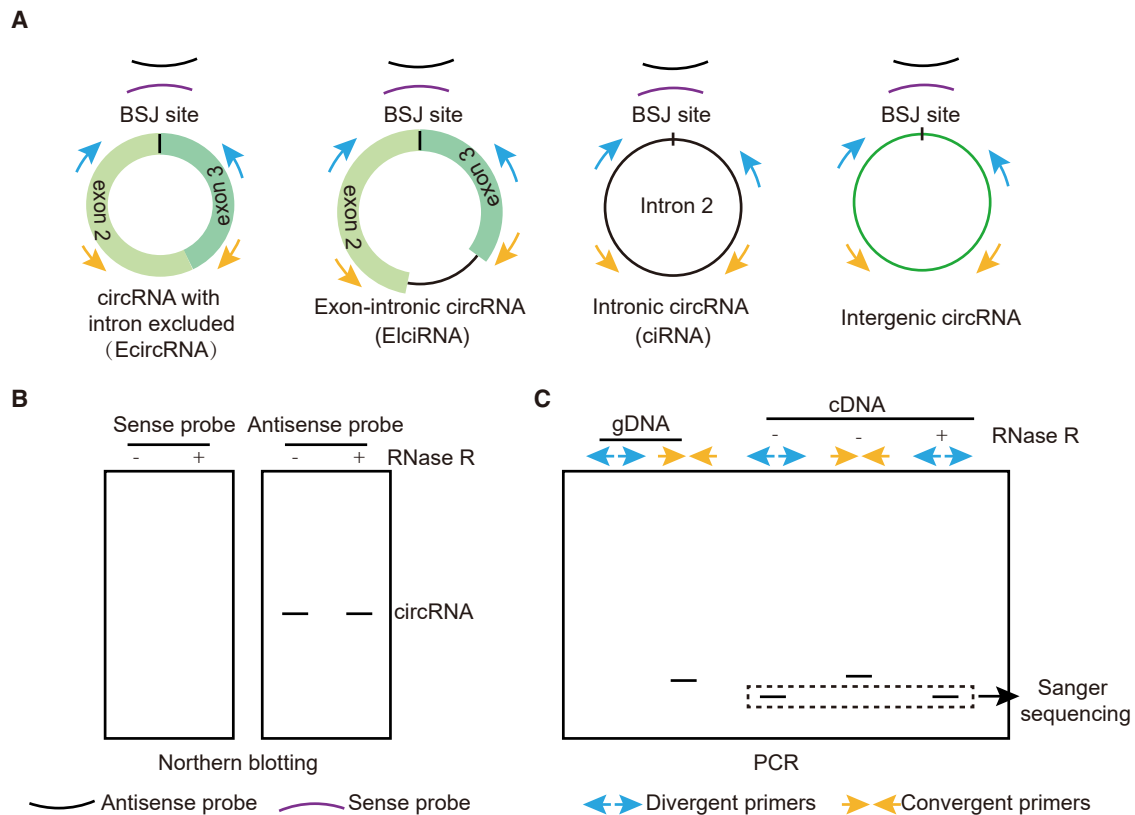 A
BSJ site
BSJ site
BSJ site
BSJ site
exon 2
exon 3
exon 2
exon 3
Intron 2
circRNA with
intron excluded
（EcircRNA）
Exon-intronic circRNA
(ElciRNA)
Intronic circRNA
(ciRNA)
Intergenic circRNA
B
Sense probe
Antisense probe
- + - + RNase R
circRNA
Northern blotting
Antisense probe
Sense probe
C
gDNA
cDNA
- - + RNase R
Sanger
sequencing
PCR
Divergent primers
Convergent primers